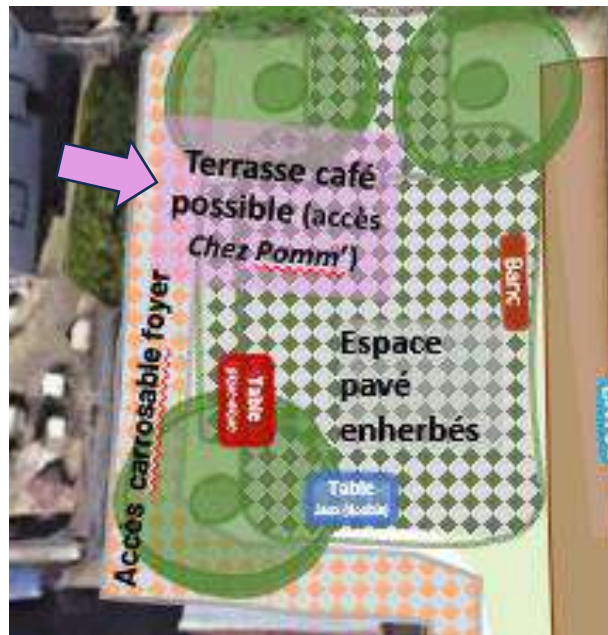 Terrasse café
possible (accès
Chez Pomm')
Banc
Espace
pavé
enherbés
Table
Table
Accès carrosable foyer